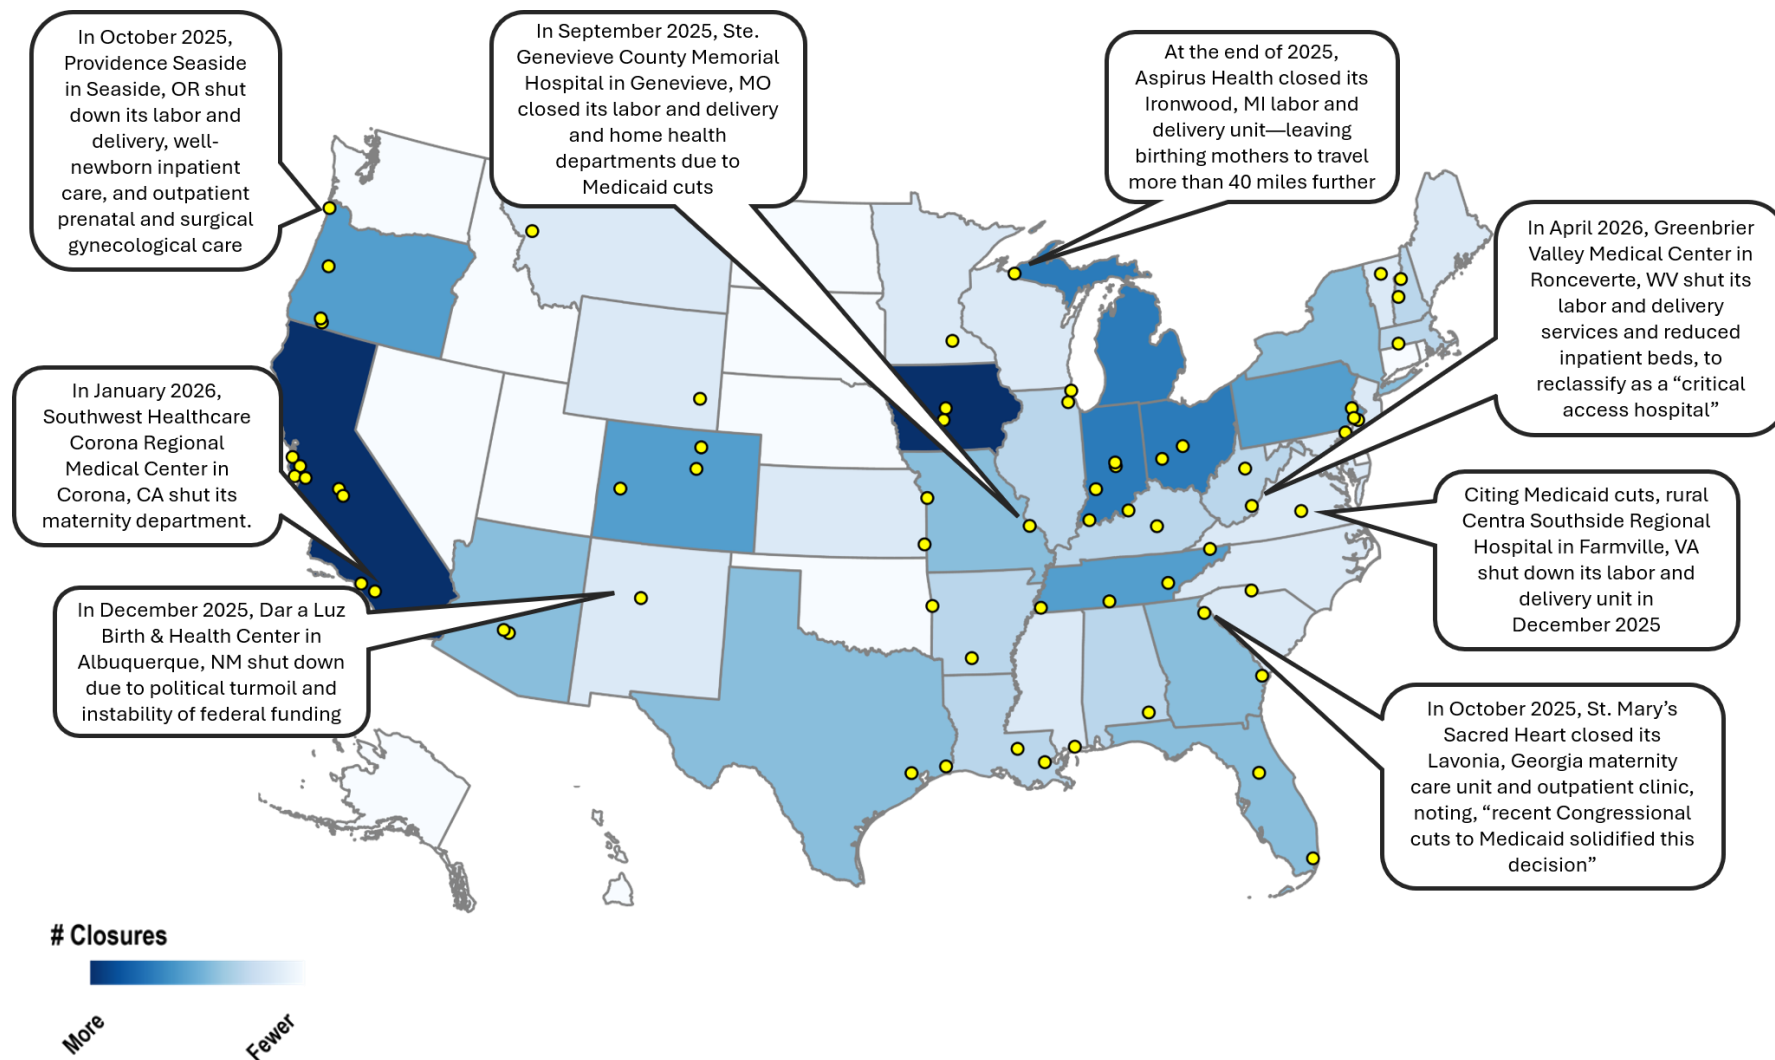 In October 2025,
Providence Seaside
in Seaside, OR shut
down its labor and
delivery, well-
newborn inpatient
care, and outpatient
prenatal and surgical
gynecological care
In September 2025, Ste.
Genevieve County Memorial
Hospital in Genevieve, MO
closed its labor and delivery
and home health
departments due to
Medicaid cuts
At the end of 2025,
Aspirus Health closed its
Ironwood, MI labor and
delivery unit—leaving
birthing mothers to travel
more than 40 miles further
In April 2026, Greenbrier
Valley Medical Center in
Ronceverte, WV shut its
labor and delivery
services and reduced
inpatient beds, to
reclassify as a “critical
access hospital”
In January 2026,
Southwest Healthcare
Corona Regional
Medical Center in
Corona, CA shut its
maternity department.
Citing Medicaid cuts, rural
Centra Southside Regional
Hospital in Farmville, VA
shut down its labor and
delivery unit in
December 2025
In December 2025, Dar a Luz
Birth & Health Center in
Albuquerque, NM shut down
due to political turmoil and
instability of federal funding
In October 2025, St. Mary’s
Sacred Heart closed its
Lavonia, Georgia maternity
care unit and outpatient clinic,
noting, “recent Congressional
cuts to Medicaid solidified this
decision”
# Closures
More
Fewer